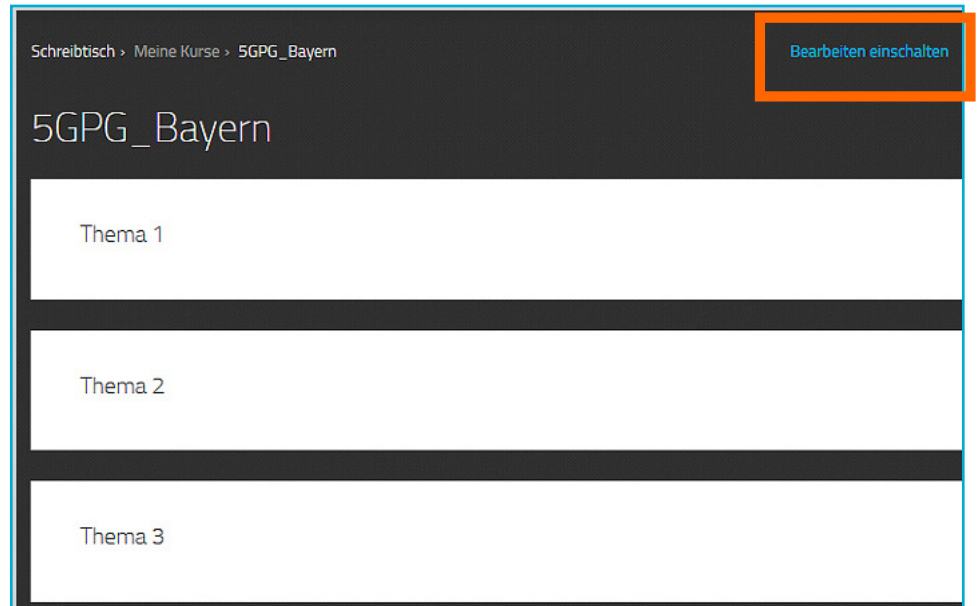 Schreibtisch › Meine Kurse › 5GPG_Bayern Bearbeiten einschalten
5GPG_Bayern
Thema 1
Thema 2
Thema 3